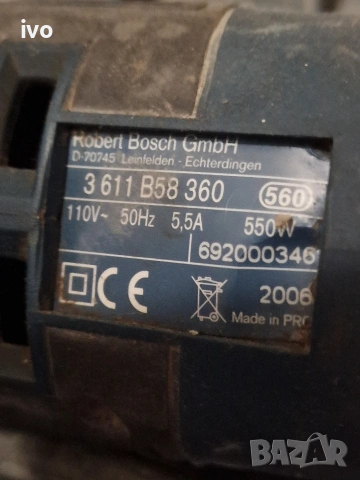 ivo
Robert Bosch GmbH
D-70745 Leinfelden - Echterdingen
3 611 B58 360 560
110V~ 50Hz 5,5A 550W
692000346
CE 2006
Made in PRC
BAZAR